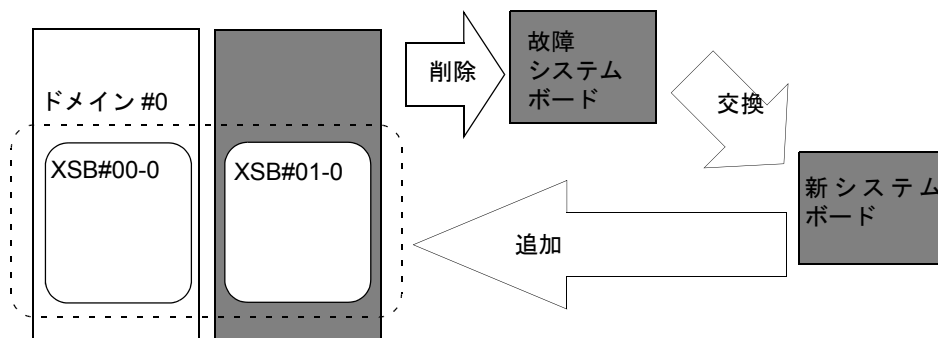 ドメイン #0
XSB#00-0
XSB#01-0
削除
故障
システム
ボード
交換
新システム
ボード
追加